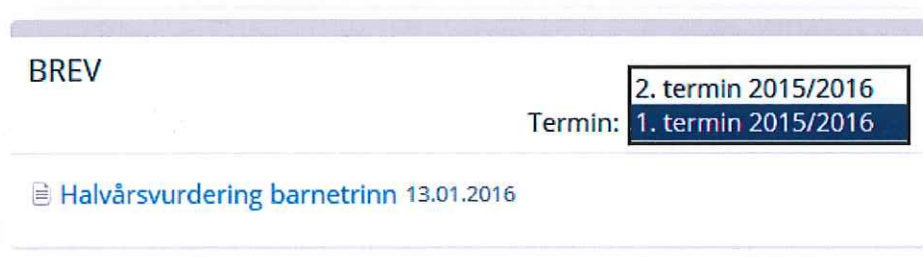 BREV
2. termin 2015/2016
Termin: 1. termin 2015/2016
Halvårsvurdering barnetrinn 13.01.2016